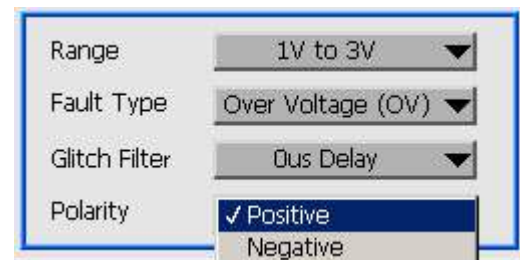 Range 1V to 3V
Fault Type Over Voltage (OV)
Glitch Filter 0us Delay
Polarity ✓ Positive
Negative